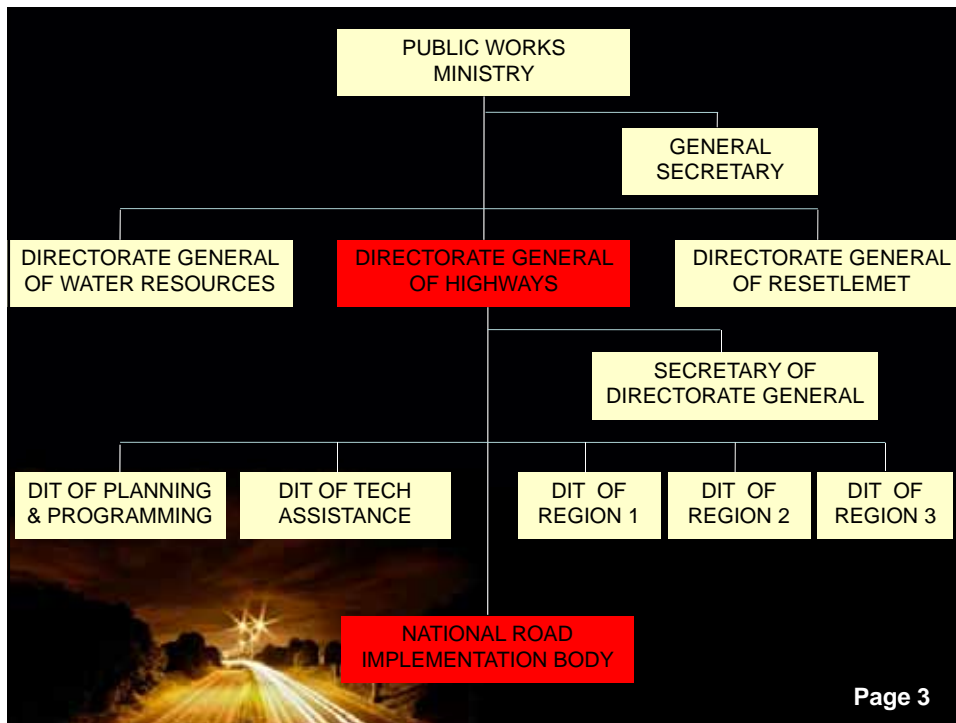 PUBLIC WORKS
MINISTRY
GENERAL
SECRETARY
DIRECTORATE GENERAL
OF WATER RESOURCES
DIRECTORATE GENERAL
OF HIGHWAYS
DIRECTORATE GENERAL
OF RESETLEMET
SECRETARY OF
DIRECTORATE GENERAL
DIT OF PLANNING
& PROGRAMMING
DIT OF TECH
ASSISTANCE
DIT  OF
REGION 1
DIT  OF
REGION 2
DIT  OF
REGION 3
NATIONAL ROAD
IMPLEMENTATION BODY
Page 3